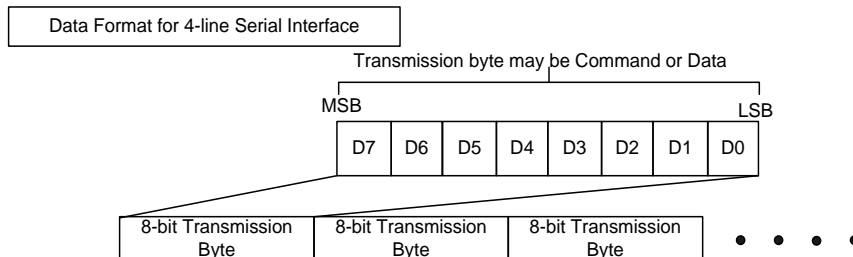 Data Format for 4-line Serial Interface
Transmission byte may be Command or Data
MSB
LSB
D7 D6 D5 D4 D3 D2 D1 D0
8-bit Transmission Byte
8-bit Transmission Byte
8-bit Transmission Byte